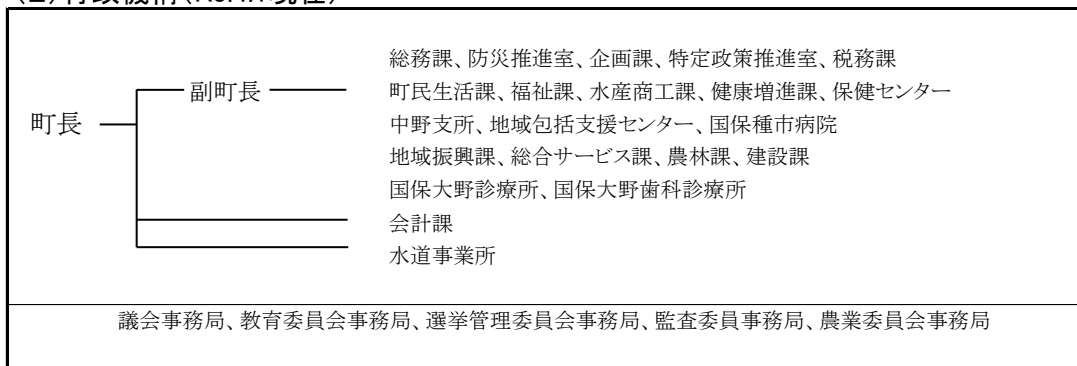 総務課、防災推進室、企画課、特定政策推進室、税務課
副町長
町民生活課、福祉課、水産商工課、健康増進課、保健センター
町長
中野支所、地域包括支援センター、国保種市病院
地域振興課、総合サービス課、農林課、建設課
国保大野診療所、国保大野歯科診療所
会計課
水道事業所
議会事務局、教育委員会事務局、選挙管理委員会事務局、監査委員事務局、農業委員会事務局